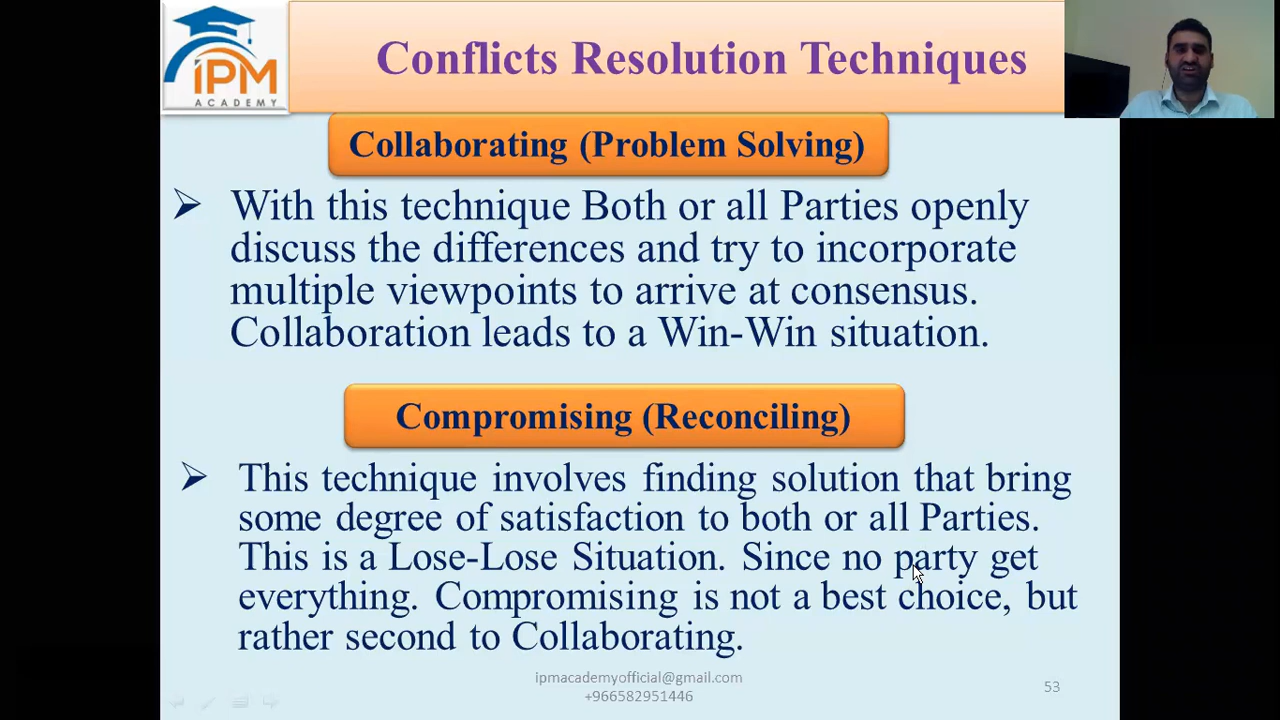 IPM
ACADEMY
Conflicts Resolution Techniques
Collaborating (Problem Solving)
With this technique Both or all Parties openly
discuss the differences and try to incorporate
multiple viewpoints to arrive at consensus.
Collaboration leads to a Win-Win situation.
Compromising (Reconciling)
This technique involves finding solution that bring
some degree of satisfaction to both or all Parties.
This is a Lose-Lose Situation. Since no party get
everything. Compromising is not a best choice, but
rather second to Collaborating.
ipmacademyofficial@gmail.com
+966582951446
53